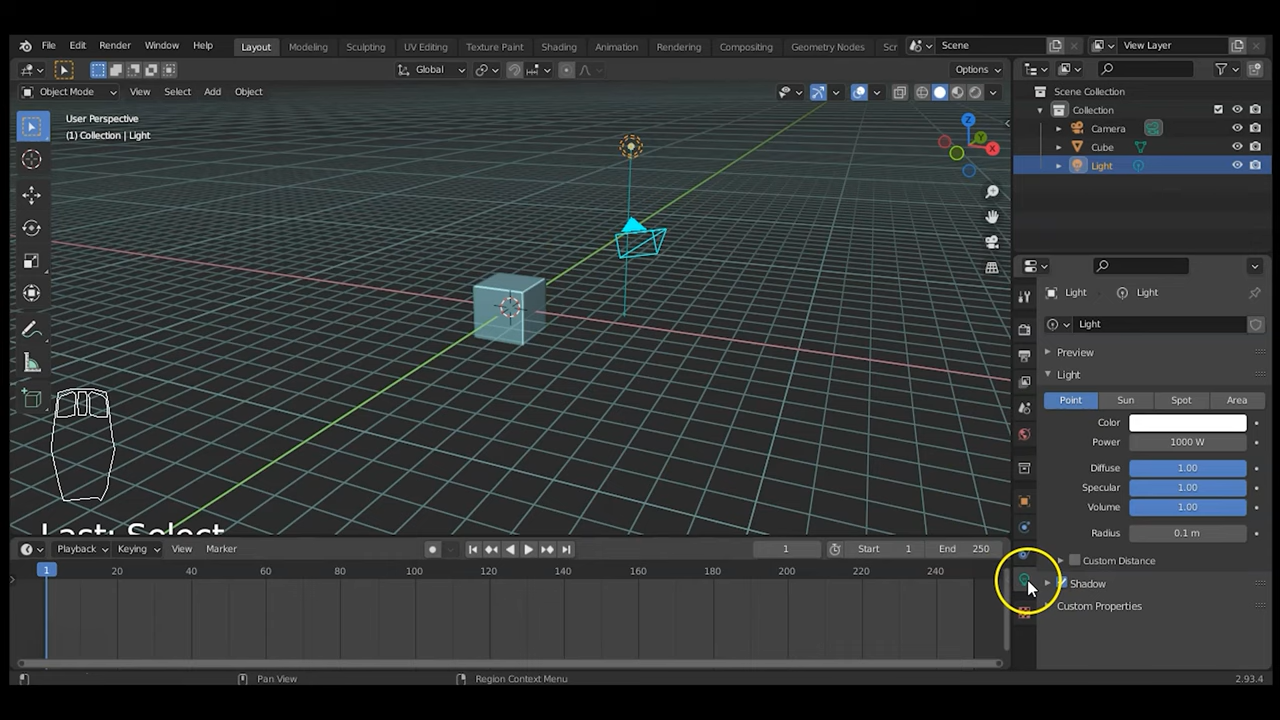 File Edit Render Window Help Layout Modeling Sculpting UV Editing Texture Paint Shading Animation Rendering Compositing Geometry Nodes Scr Scene View Layer
Global Options
Object Mode View Select Add Object
Scene Collection
Collection
Camera
Cube
Light
User Perspective
(1) Collection | Light
Z
Y
X
Light Light
Light
Preview
Light
Point Sun Spot Area
Color
Power 1000 W
Diffuse 1.00
Specular 1.00
Volume 1.00
Radius 0.1 m
Custom Distance
Shadow
Custom Properties
Last: Select
Playback Keying View Marker 1 Start 1 End 250
1 20 40 60 80 100 120 140 160 180 200 220 240
Pan View Region Context Menu 2.93.4